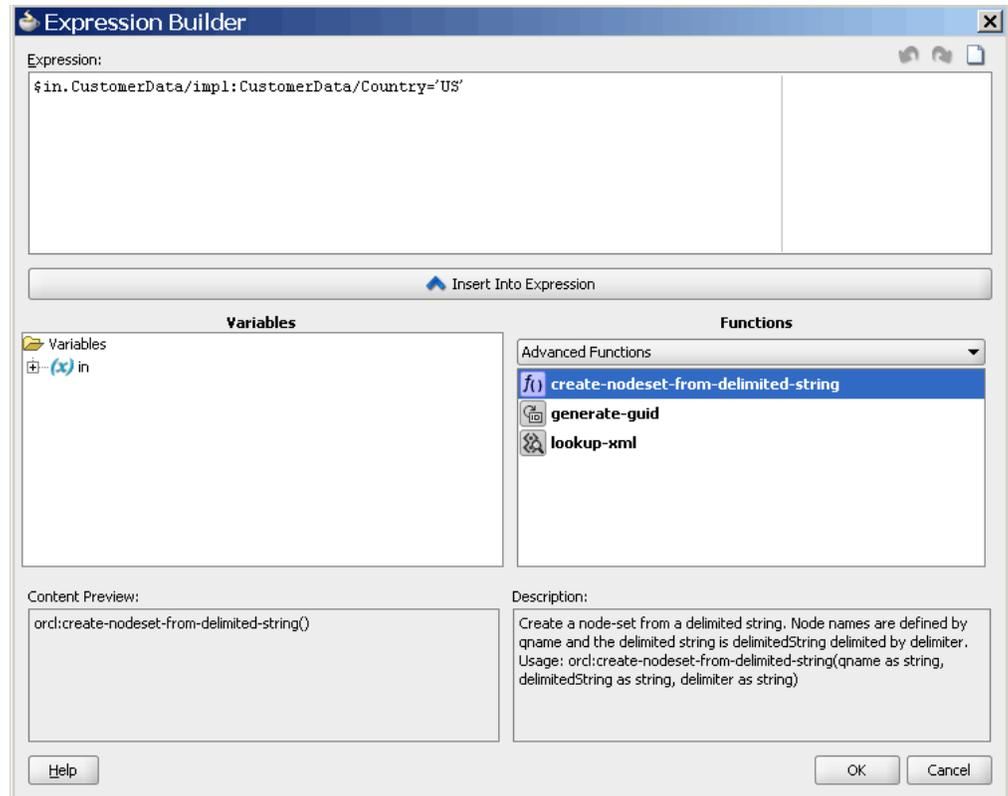 Expression Builder
Expression:
$in.CustomerData/impl:CustomerData/Country='US'
Insert Into Expression
Variables
Variables
(x) in
Functions
Advanced Functions
f() create-nodeset-from-delimited-string
generate-guid
lookup-xml
Content Preview:
orcl:create-nodeset-from-delimited-string()
Description:
Create a node-set from a delimited string. Node names are defined by
qname and the delimited string is delimitedString delimited by delimiter.
Usage: orcl:create-nodeset-from-delimited-string(qname as string,
delimitedString as string, delimiter as string)
Help
OK
Cancel